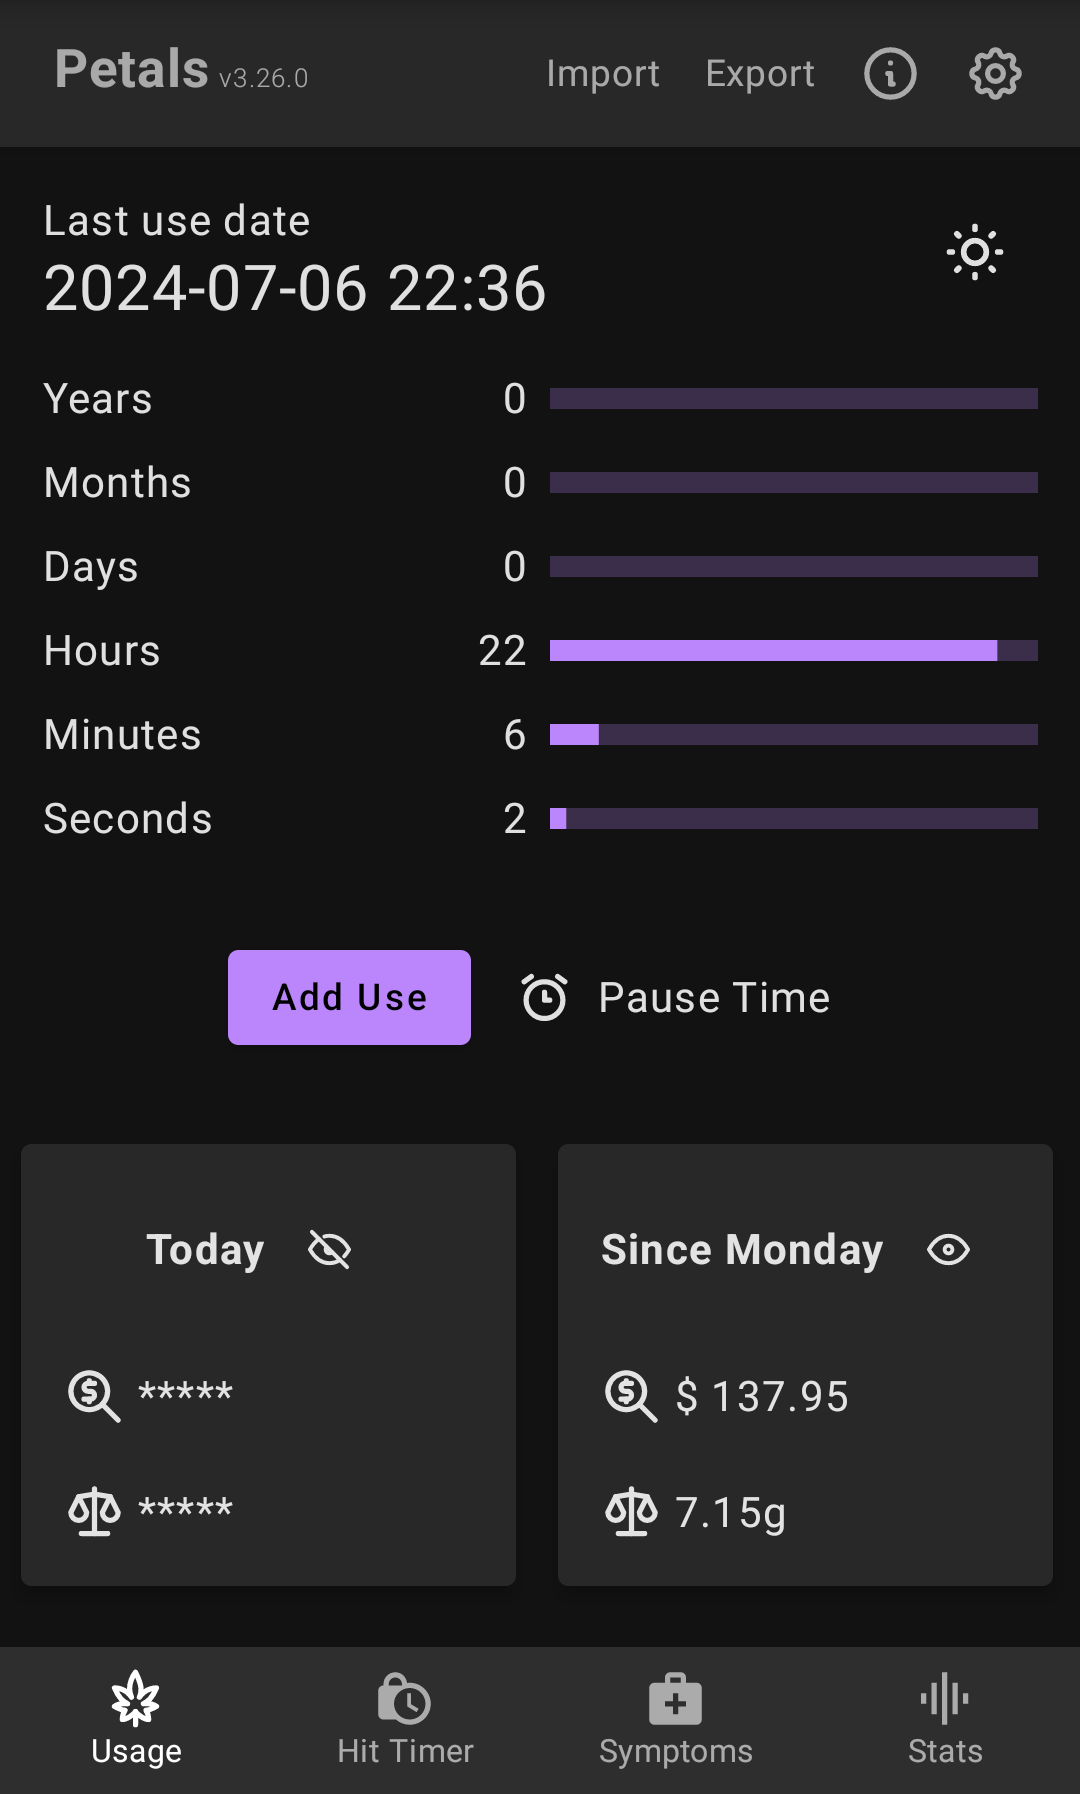 Petals v3.26.0 Import Export
Last use date
2024-07-06 22:36
Years 0
Months 0
Days 0
Hours 22
Minutes 6
Seconds 2
Add Use Pause Time
Today
*****
*****
Since Monday
$ 137.95
7.15g
Usage Hit Timer Symptoms Stats